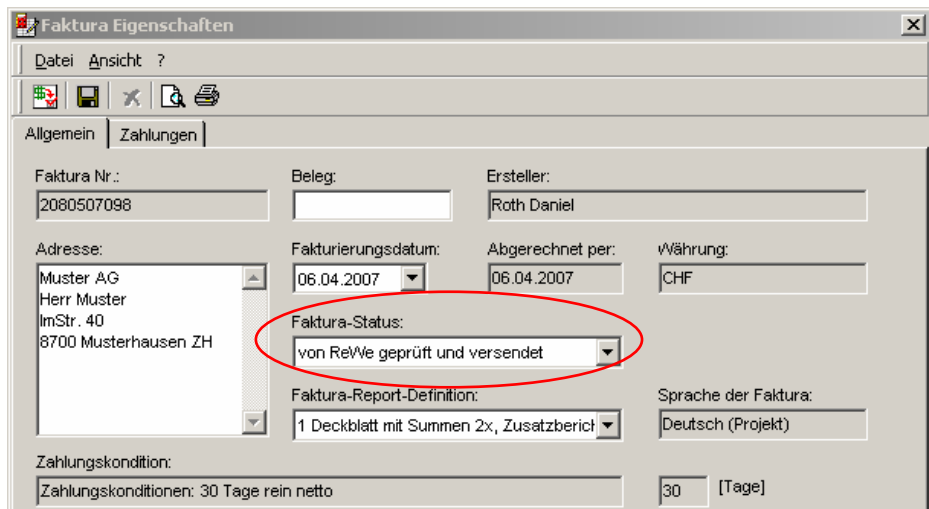 Faktura Eigenschaften
Datei Ansicht ?
Allgemein Zahlungen
Faktura Nr.: Beleg: Ersteller:
2080507098 Roth Daniel
Adresse: Fakturierungsdatum: Abgerechnet per: Währung:
Muster AG 06.04.2007 06.04.2007 CHF
Herr Muster
ImStr. 40
8700 Musterhausen ZH
Faktura-Status:
von ReWe geprüft und versendet
Faktura-Report-Definition: Sprache der Faktura:
1 Deckblatt mit Summen 2x, Zusatzberich Deutsch (Projekt)
Zahlungskondition:
Zahlungskonditionen: 30 Tage rein netto 30 [Tage]